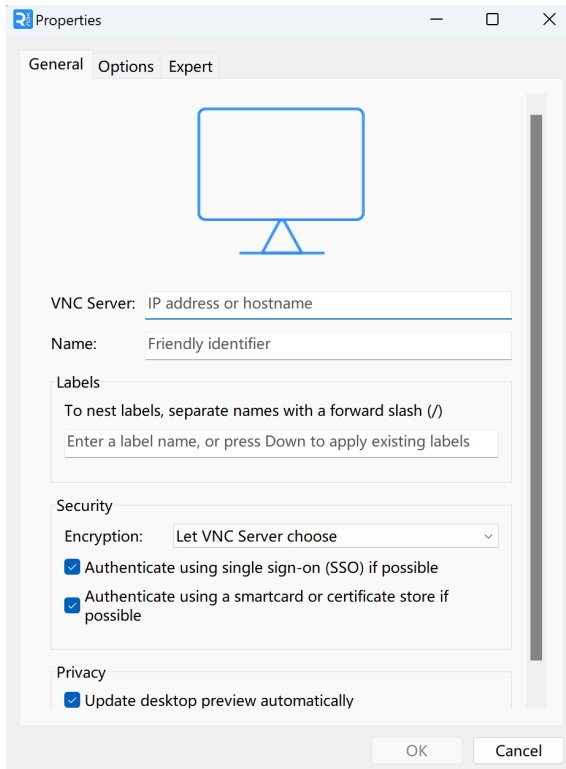 Properties
General Options Expert
VNC Server: IP address or hostname
Name: Friendly identifier
Labels
To nest labels, separate names with a forward slash (/)
Enter a label name, or press Down to apply existing labels
Security
Encryption: Let VNC Server choose
Authenticate using single sign-on (SSO) if possible
Authenticate using a smartcard or certificate store if
possible
Privacy
Update desktop preview automatically
OK Cancel